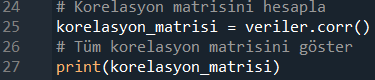 24 # Korelasyon matrisini hesapla
25 korelasyon_matrisi = veriler.corr()
26 # Tüm korelasyon matrisini göster
27 print(korelasyon_matrisi)